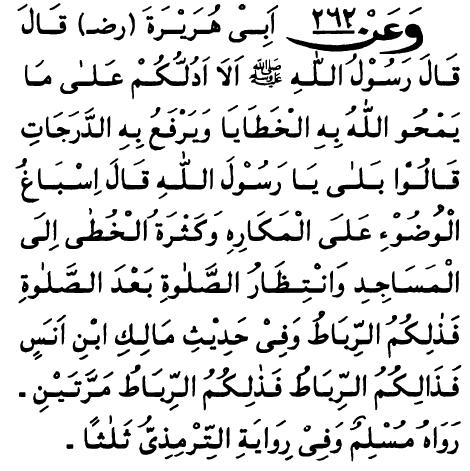 ٢٦٢ وَعَنْ اَبِىْ هُرَيْرَةَ (رضـ) قَالَ
قَالَ رَسُوْلُ اللّٰهِ ﷺ اَلَا اَدُلُّكُمْ عَلٰى مَا
يَمْحُو اللّٰهُ بِهِ الْخَطَايَا وَيَرْفَعُ بِهِ الدَّرَجَاتِ
قَالُوْا بَلٰى يَا رَسُوْلَ اللّٰهِ قَالَ اِسْبَاغُ
الْوُضُوْءِ عَلَى الْمَكَارِهِ وَكَثْرَةُ الْخُطٰى اِلَى
الْمَسَاجِدِ وَانْتِظَارُ الصَّلٰوةِ بَعْدَ الصَّلٰوةِ
فَذٰلِكُمُ الرِّبَاطُ وَفِىْ حَدِيْثِ مَالِكِ ابْنِ اَنَسٍ
فَذَالِكُمُ الرِّبَاطُ فَذٰلِكُمُ الرِّبَاطُ مَرَّتَيْنِ ـ
رَوَاهُ مُسْلِمٌ وَفِىْ رِوَايَةِ التِّرْمِذِىُّ ثَلٰثًا ـ